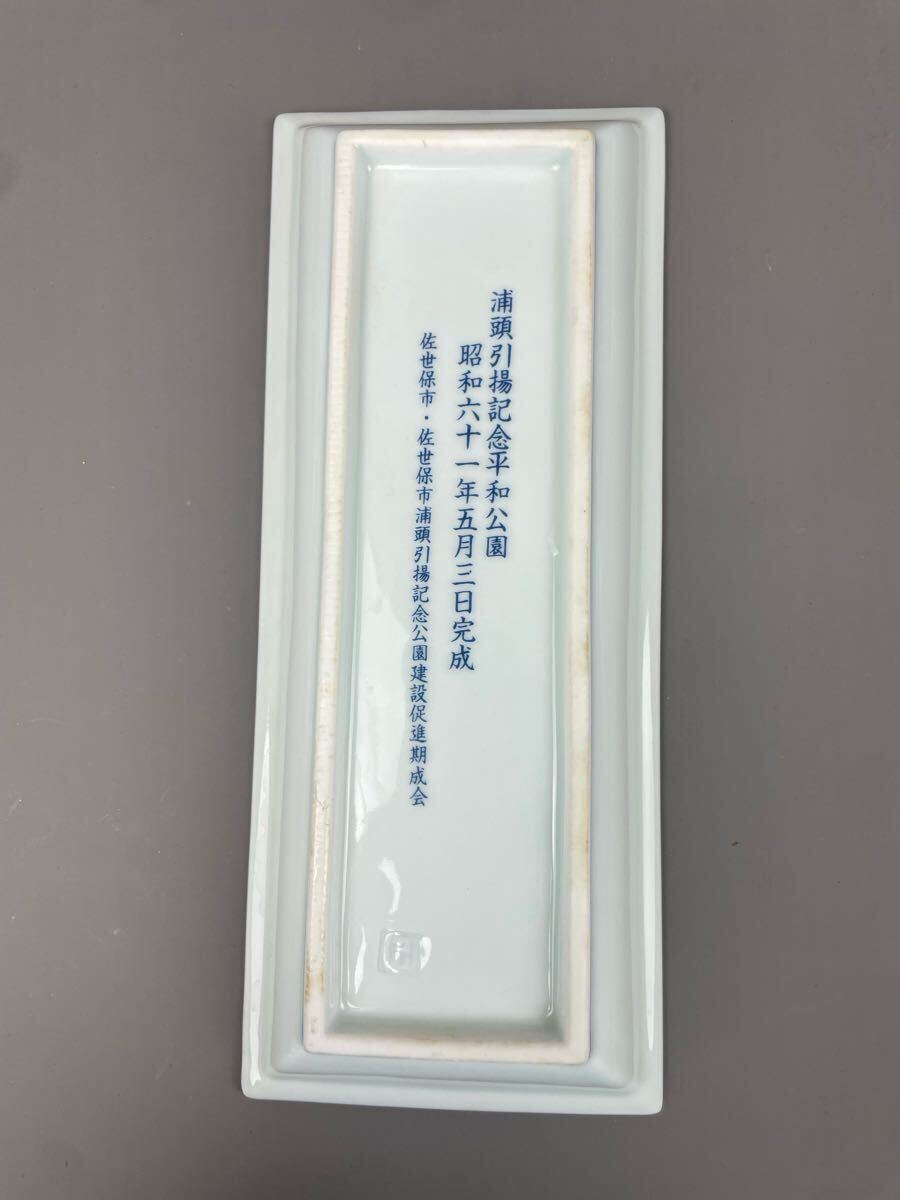 浦頭引揚記念平和公園
昭和六十一年五月三日完成
佐世保市・佐世保市浦頭引揚記念公園建設促進期成会